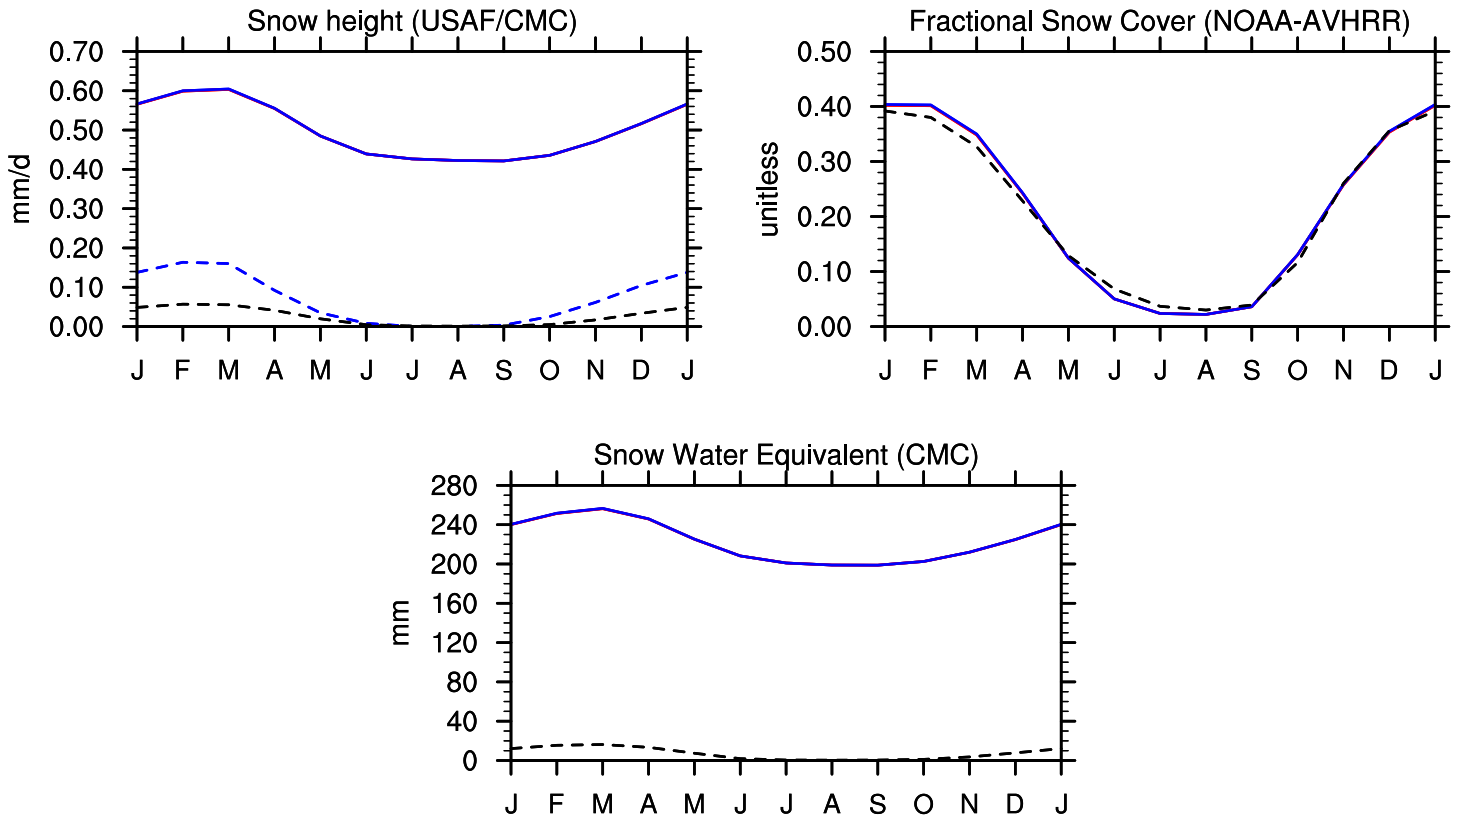 Snow height (USAF/CMC)
0.70
0.60
0.50
0.40
0.30
0.20
0.10
0.00
mm/d
J F M A M J J A S O N D J
Fractional Snow Cover (NOAA-AVHRR)
0.50
0.40
0.30
0.20
0.10
0.00
unitless
J F M A M J J A S O N D J
Snow Water Equivalent (CMC)
280
240
200
160
120
80
40
0
mm
J F M A M J J A S O N D J